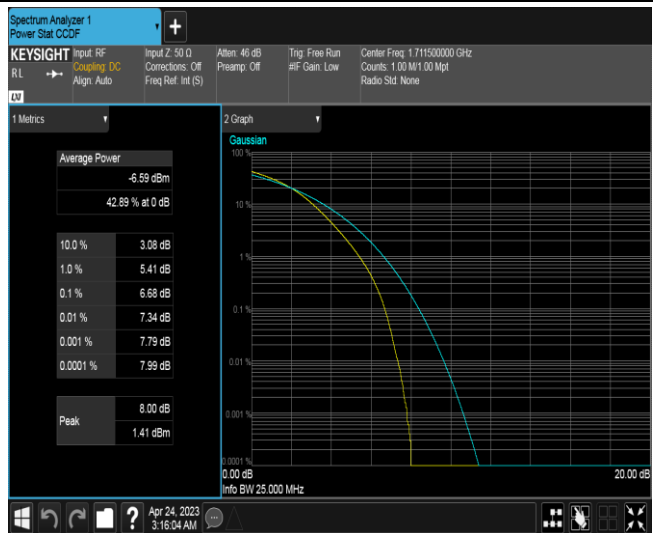 Spectrum Analyzer 1
Power Stat CCDF
+
KEYSIGHT
RL
Input: RF
Coupling: DC
Align: Auto
Input Z: 50 Ω
Corrections: Off
Freq Ref: Int (S)
Atten: 46 dB
Preamp: Off
Trig: Free Run
#IF Gain: Low
Center Freq: 1.711500000 GHz
Counts: 1.00 M/1.00 Mpt
Radio Std: None
1 Metrics
Average Power
-6.59 dBm
42.89 % at 0 dB
10.0 % 3.08 dB
1.0 % 5.41 dB
0.1 % 6.68 dB
0.01 % 7.34 dB
0.001 % 7.79 dB
0.0001 % 7.99 dB
Peak
8.00 dB
1.41 dBm
2 Graph
Gaussian
100 %
10 %
1 %
0.1 %
0.01 %
0.001 %
0.0001 %
0.00 dB
20.00 dB
Info BW 25.000 MHz
?
Apr 24, 2023
3:16:04 AM